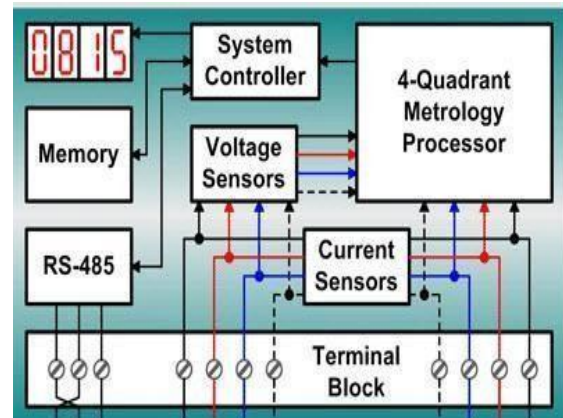 0815
System
Controller
4-Quadrant
Metrology
Processor
Memory
Voltage
Sensors
RS-485
Current
Sensors
Terminal
Block